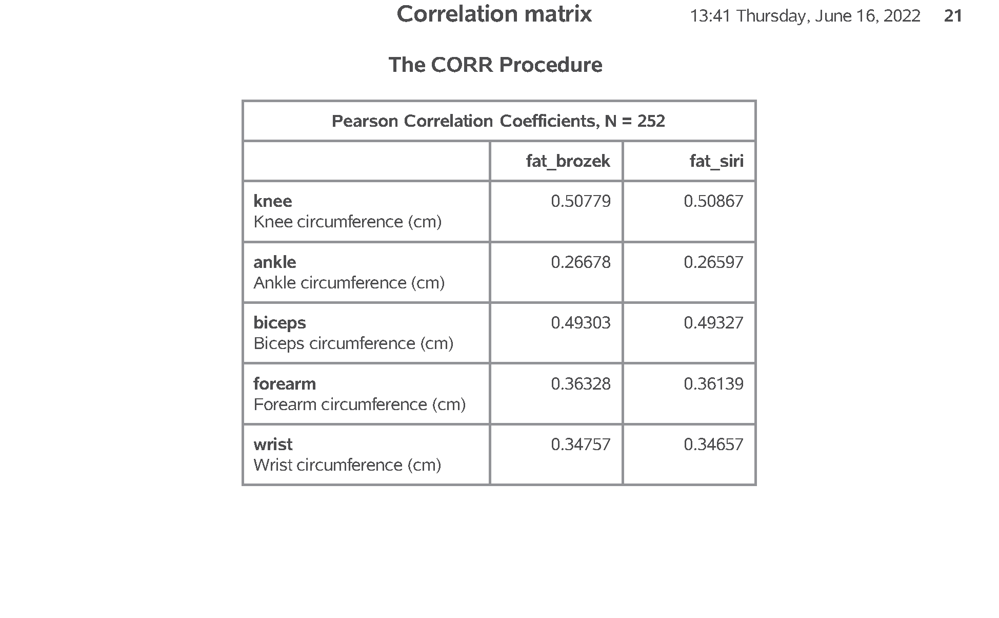 Correlation matrix 13:41 Thursday, June 16, 2022 21
The CORR Procedure
Pearson Correlation Coefficients, N = 252
fat_brozek fat_siri
knee 0.50779 0.50867
Knee circumference (cm)
ankle 0.26678 0.26597
Ankle circumference (cm)
biceps 0.49303 0.49327
Biceps circumference (cm)
forearm 0.36328 0.36139
Forearm circumference (cm)
wrist 0.34757 0.34657
Wrist circumference (cm)